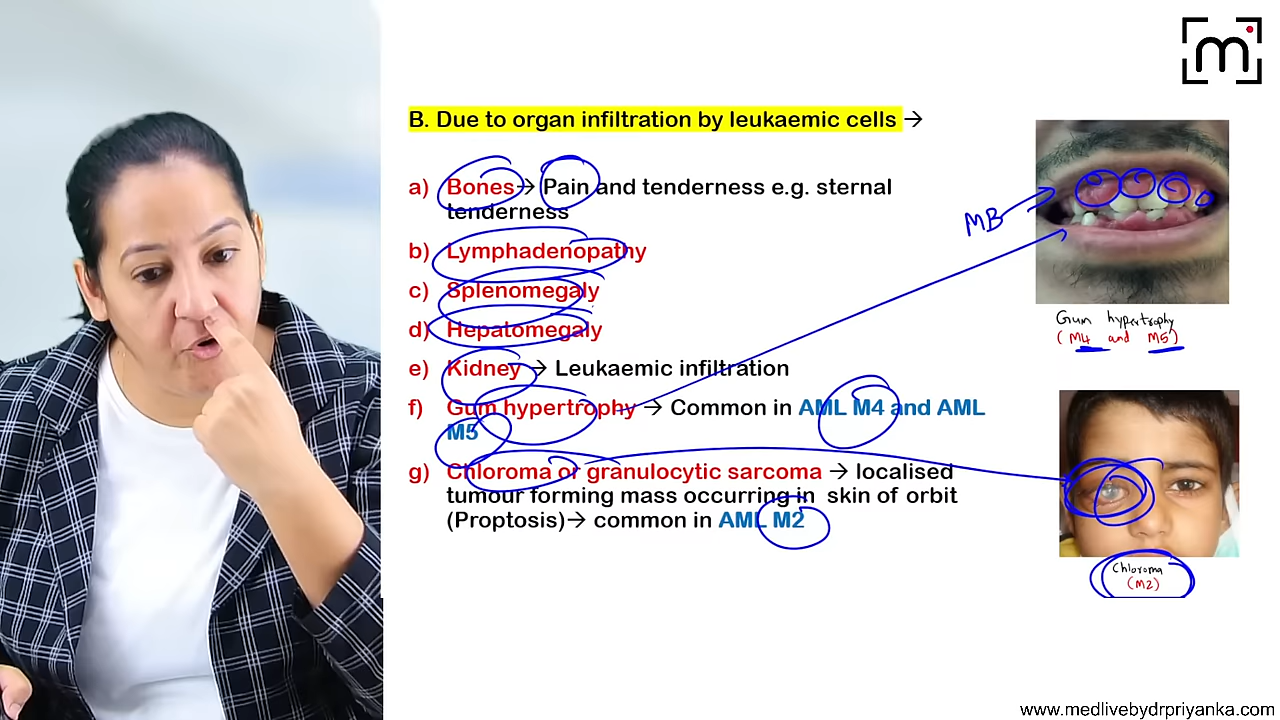 m
B. Due to organ infiltration by leukaemic cells →
a) Bones→ Pain and tenderness e.g. sternal
tenderness
b) Lymphadenopathy
c) Splenomegaly
d) Hepatomegaly
e) Kidney → Leukaemic infiltration
f) Gum hypertrophy → Common in AML M4 and AML
M5
g) Chloroma or granulocytic sarcoma → localised
tumour forming mass occurring in skin of orbit
(Proptosis)→ common in AML M2
MB
Gum hypertrophy
(M4 and M5)
Chloroma
(M2)
www.medlivebydrpriyanka.com